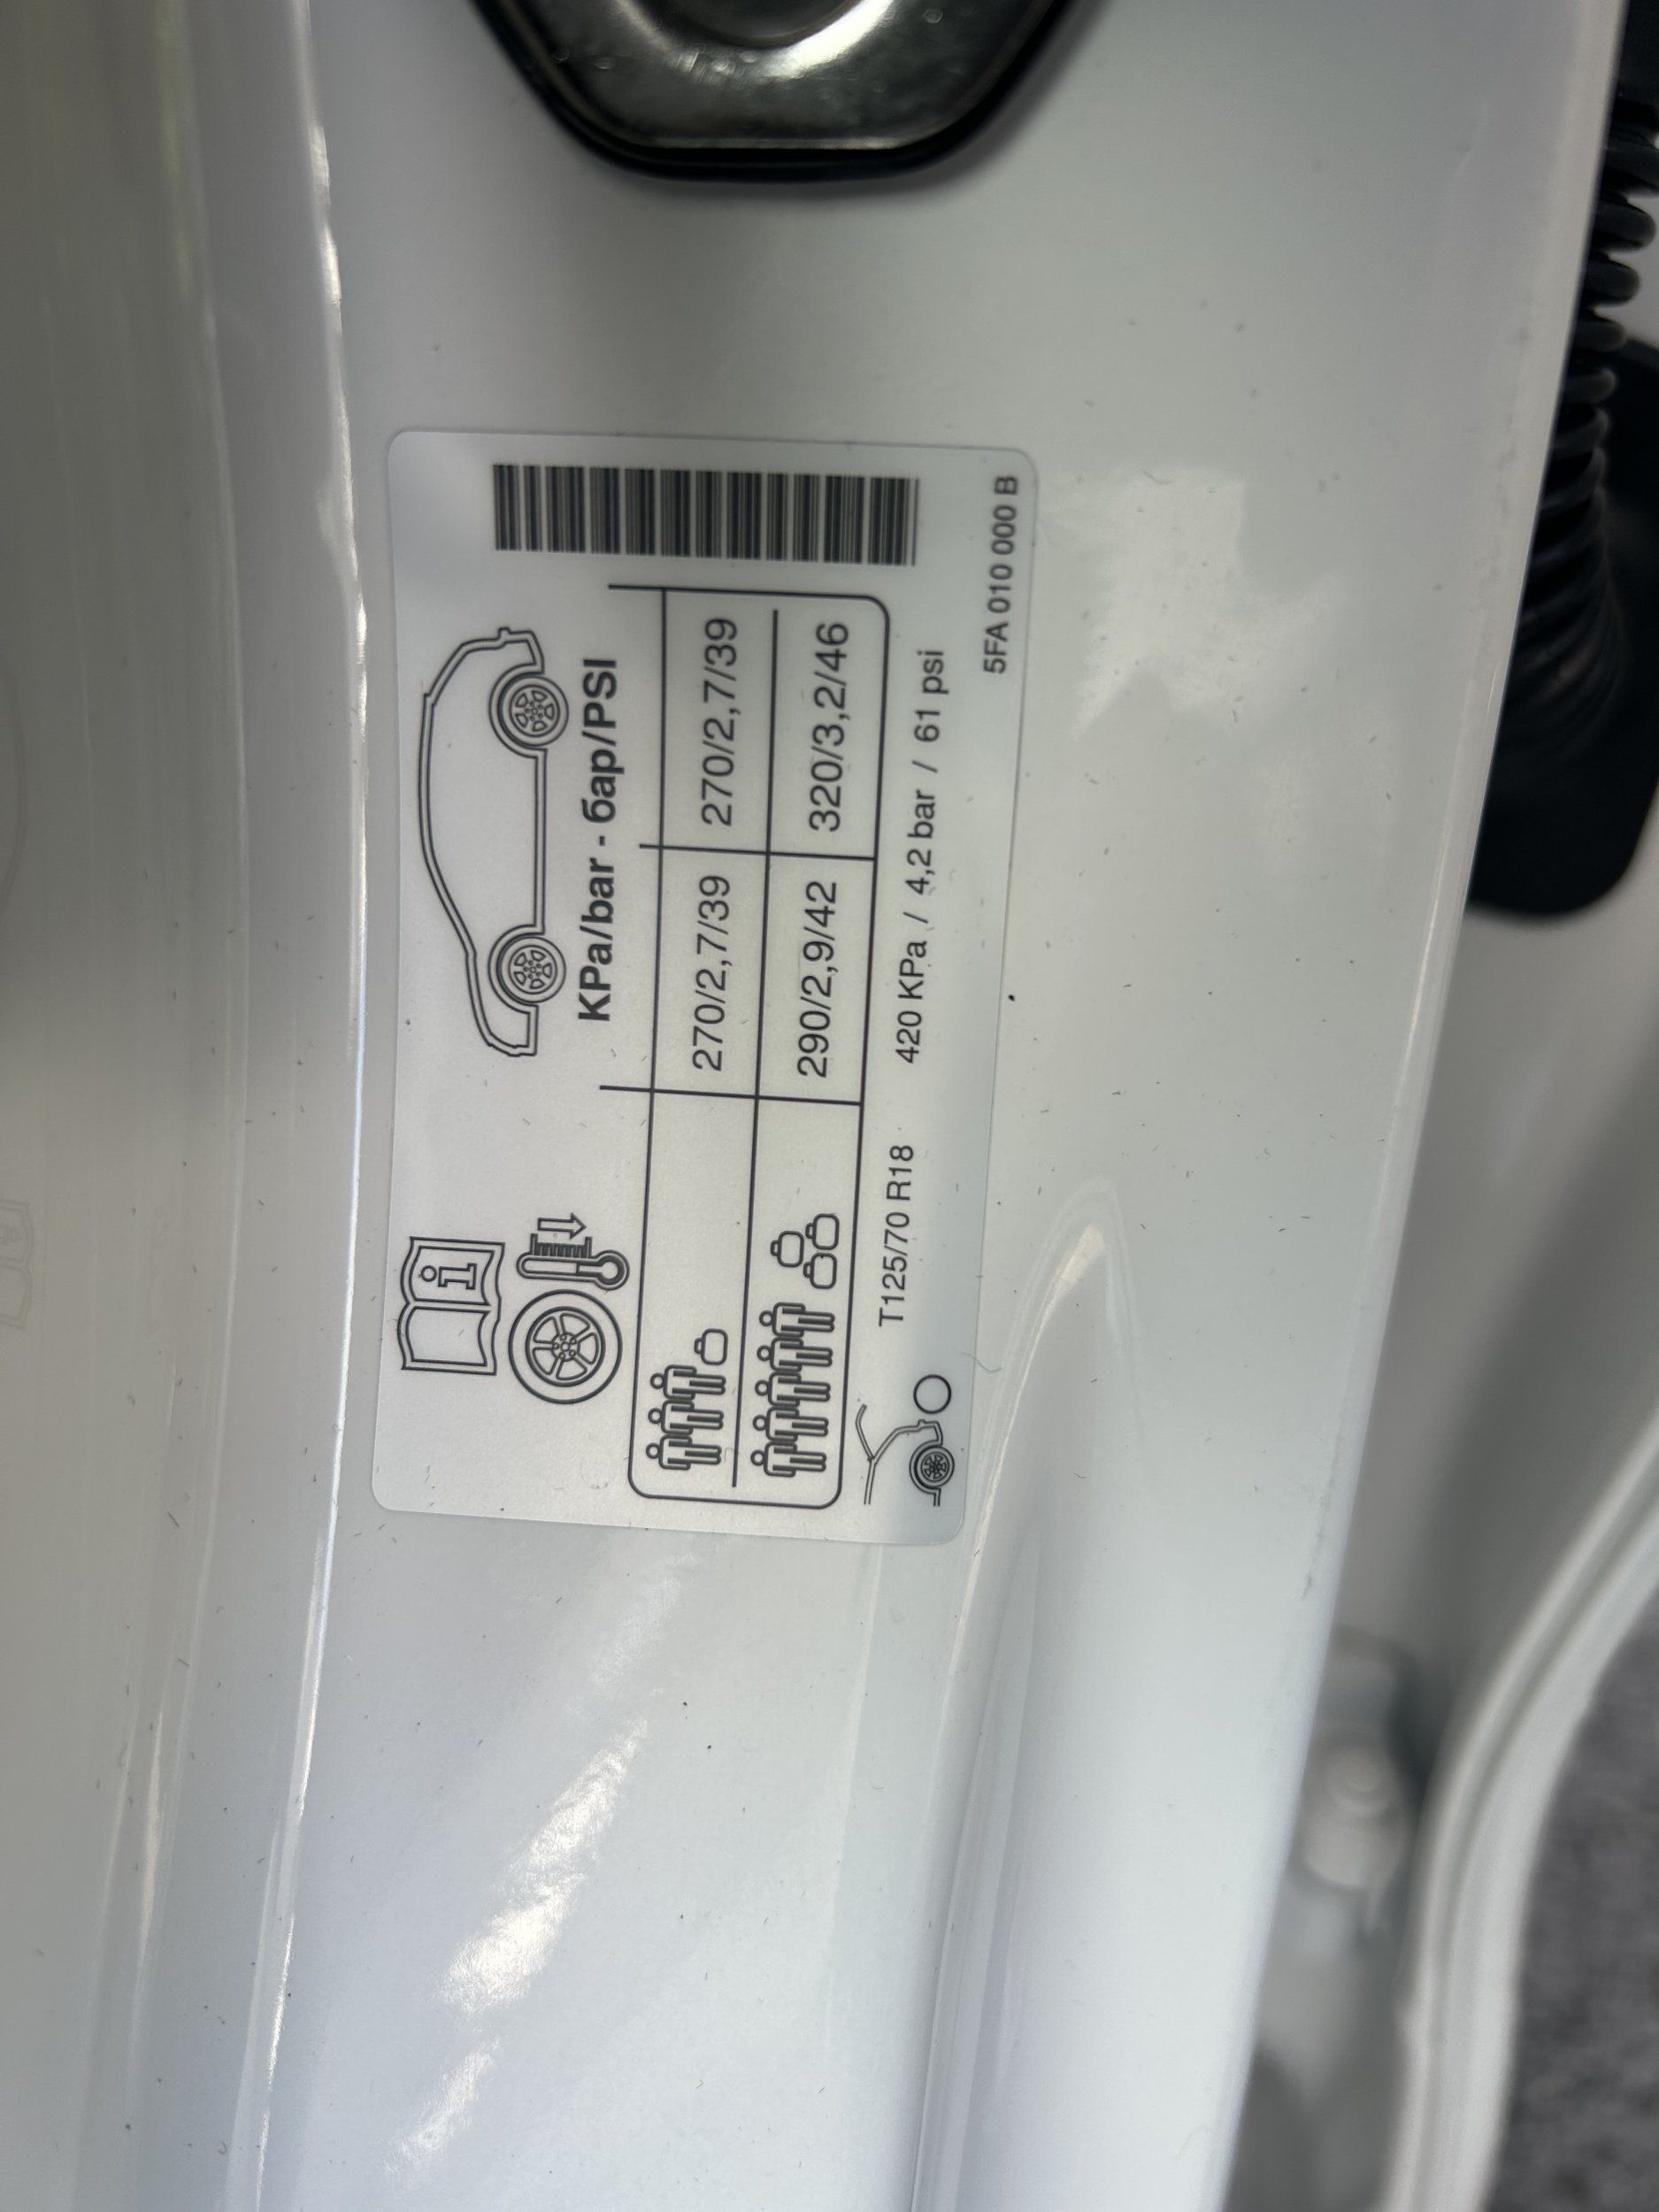 KPa/bar - бар/PSI
270/2,7/39 270/2,7/39
290/2,9/42 320/3,2/46
T125/70 R18 420 KPa / 4,2 bar / 61 psi
5FA 010 000 B